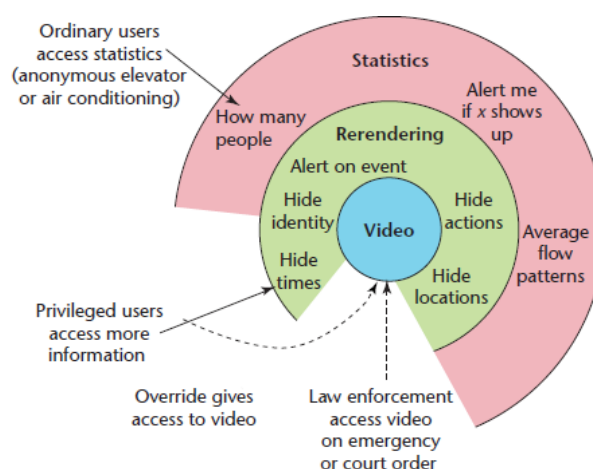 Ordinary users
access statistics
(anonymous elevator
or air conditioning)
Statistics
How many
people
Alert me
if x shows
up
Rerendering
Alert on event
Hide
identity
Hide
times
Video
Hide
actions
Hide
locations
Average
flow
patterns
Privileged users
access more
information
Override gives
access to video
Law enforcement
access video
on emergency
or court order